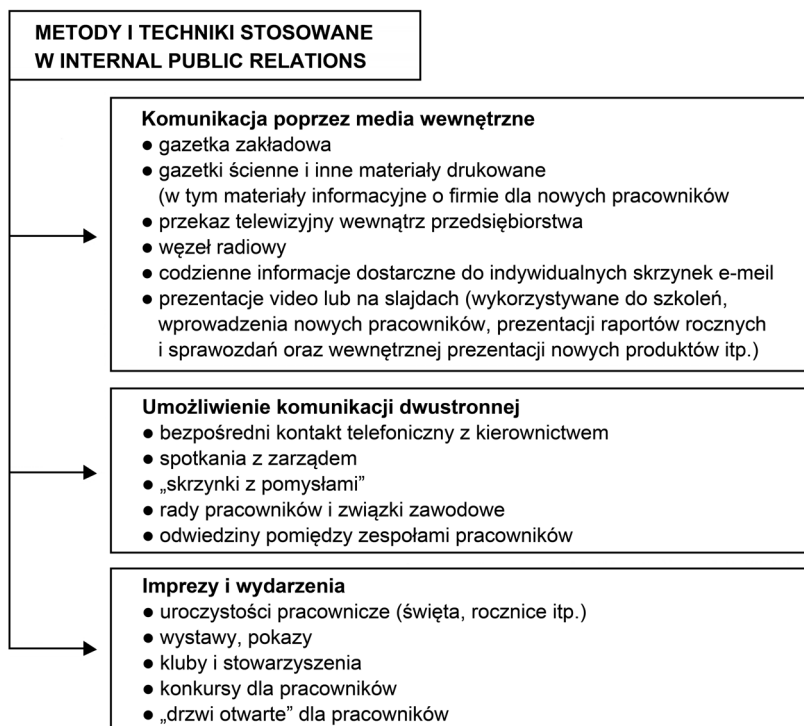 METODY I TECHNIKI STOSOWANE
W INTERNAL PUBLIC RELATIONS
Komunikacja poprzez media wewnętrzne
● gazetka zakładowa
● gazetki ścienne i inne materiały drukowane
(w tym materiały informacyjne o firmie dla nowych pracowników
● przekaz telewizyjny wewnątrz przedsiębiorstwa
● węzeł radiowy
● codzienne informacje dostarczne do indywidualnych skrzynek e-meil
● prezentacje video lub na slajdach (wykorzystywane do szkoleń,
wprowadzenia nowych pracowników, prezentacji raportów rocznych
i sprawozdań oraz wewnętrznej prezentacji nowych produktów itp.)
Umożliwienie komunikacji dwustronnej
● bezpośredni kontakt telefoniczny z kierownictwem
● spotkania z zarządem
● „skrzynki z pomysłami”
● rady pracowników i związki zawodowe
● odwiedziny pomiędzy zespołami pracowników
Imprezy i wydarzenia
● uroczystości pracownicze (święta, rocznice itp.)
● wystawy, pokazy
● kluby i stowarzyszenia
● konkursy dla pracowników
● „drzwi otwarte” dla pracowników